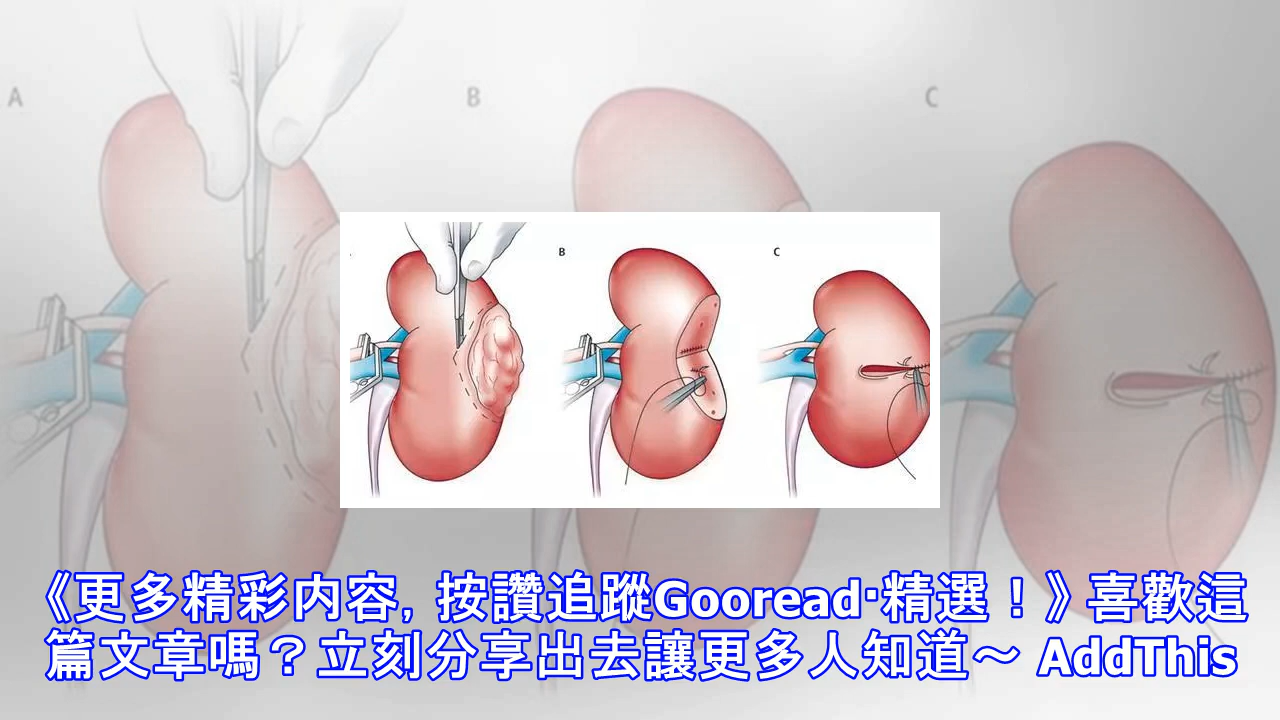 A B C
B C
《更多精彩内容,按讚追蹤Gooread·精選！》喜歡這
篇文章嗎？立刻分享出去讓更多人知道～ AddThis